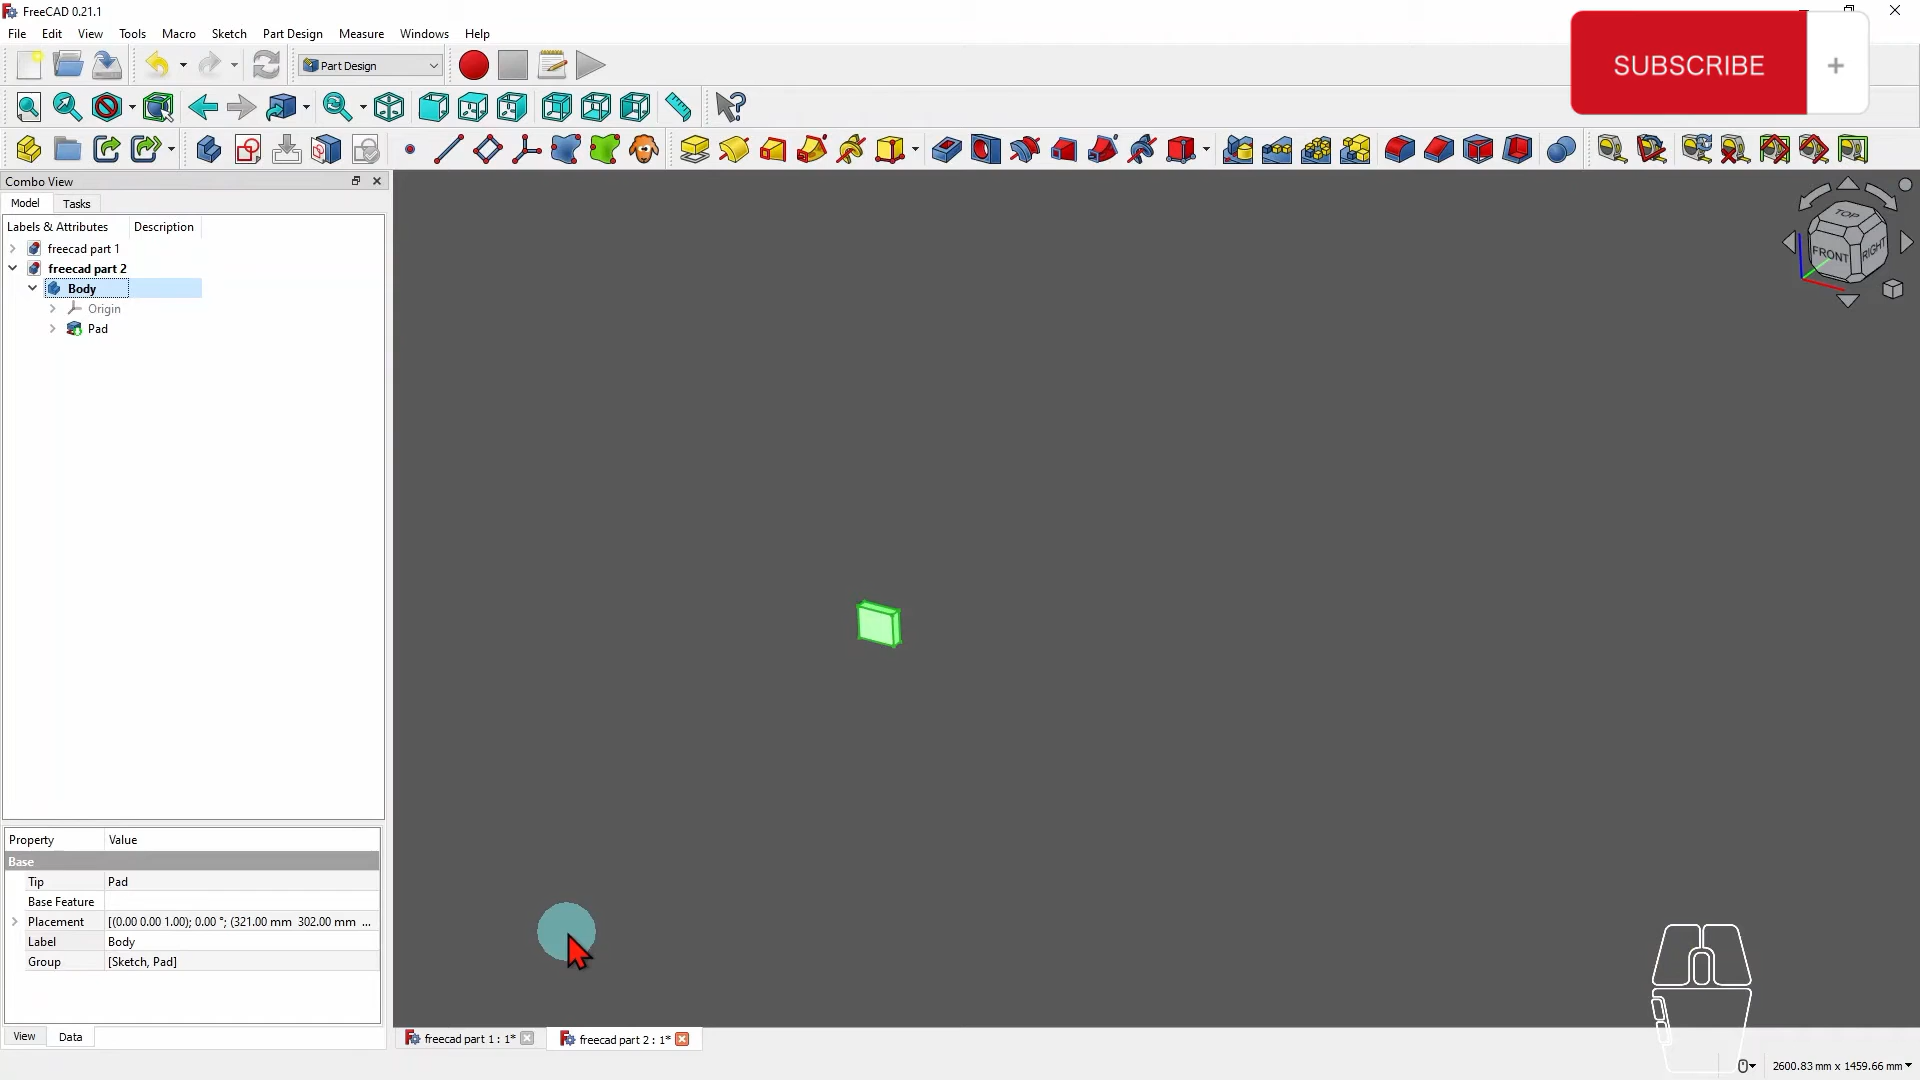 FreeCAD 0.21.1
File Edit View Tools Macro Sketch Part Design Measure Windows Help
Part Design
SUBSCRIBE +
Combo View
Model Tasks
Labels & Attributes Description
freecad part 1
freecad part 2
Body
Origin
Pad
TOP
FRONT
RIGHT
Property Value
Base
Tip Pad
Base Feature
Placement [(0.00 0.00 1.00); 0.00 °; (321.00 mm 302.00 mm ...
Label Body
Group [Sketch, Pad]
View Data
freecad part 1 : 1*
freecad part 2 : 1*
2600.83 mm x 1459.66 mm